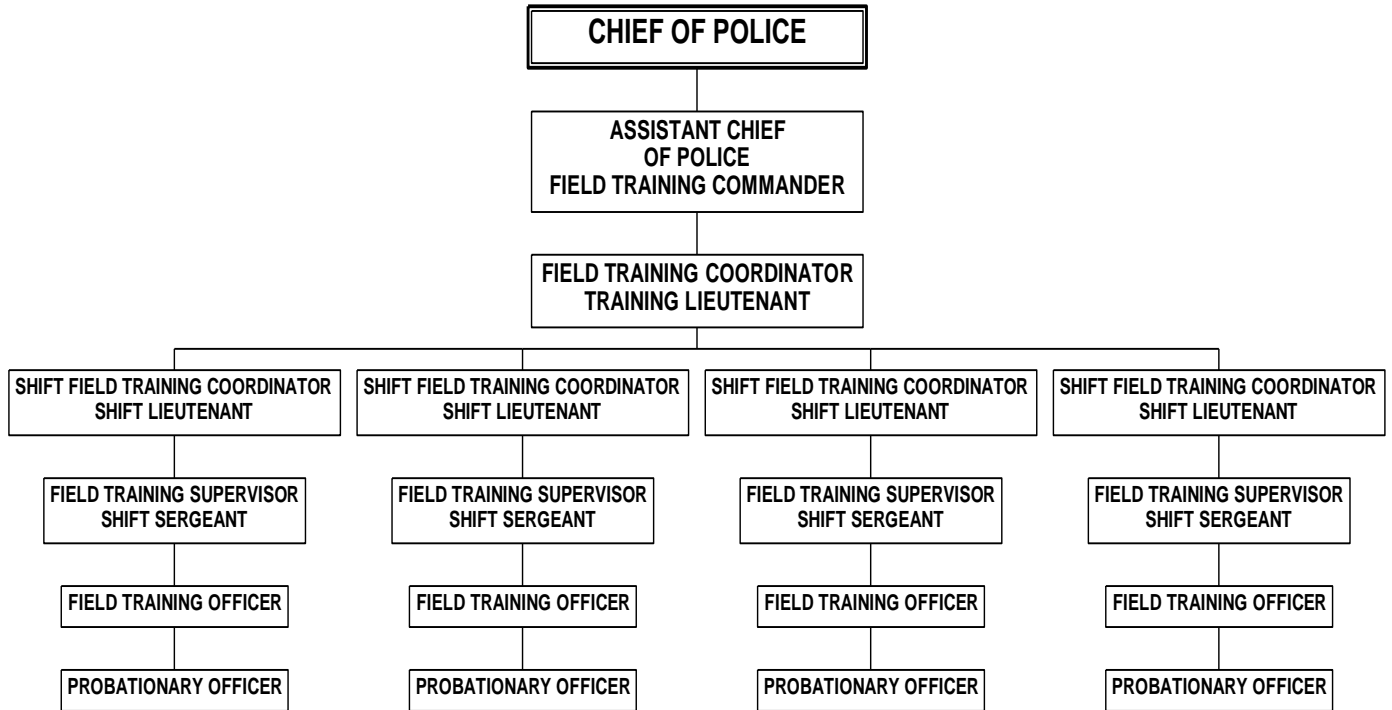 CHIEF OF POLICE
ASSISTANT CHIEF
OF POLICE
FIELD TRAINING COMMANDER
FIELD TRAINING COORDINATOR
TRAINING LIEUTENANT
SHIFT FIELD TRAINING COORDINATOR
SHIFT LIEUTENANT
SHIFT FIELD TRAINING COORDINATOR
SHIFT LIEUTENANT
SHIFT FIELD TRAINING COORDINATOR
SHIFT LIEUTENANT
SHIFT FIELD TRAINING COORDINATOR
SHIFT LIEUTENANT
FIELD TRAINING SUPERVISOR
SHIFT SERGEANT
FIELD TRAINING SUPERVISOR
SHIFT SERGEANT
FIELD TRAINING SUPERVISOR
SHIFT SERGEANT
FIELD TRAINING SUPERVISOR
SHIFT SERGEANT
FIELD TRAINING OFFICER
FIELD TRAINING OFFICER
FIELD TRAINING OFFICER
FIELD TRAINING OFFICER
PROBATIONARY OFFICER
PROBATIONARY OFFICER
PROBATIONARY OFFICER
PROBATIONARY OFFICER